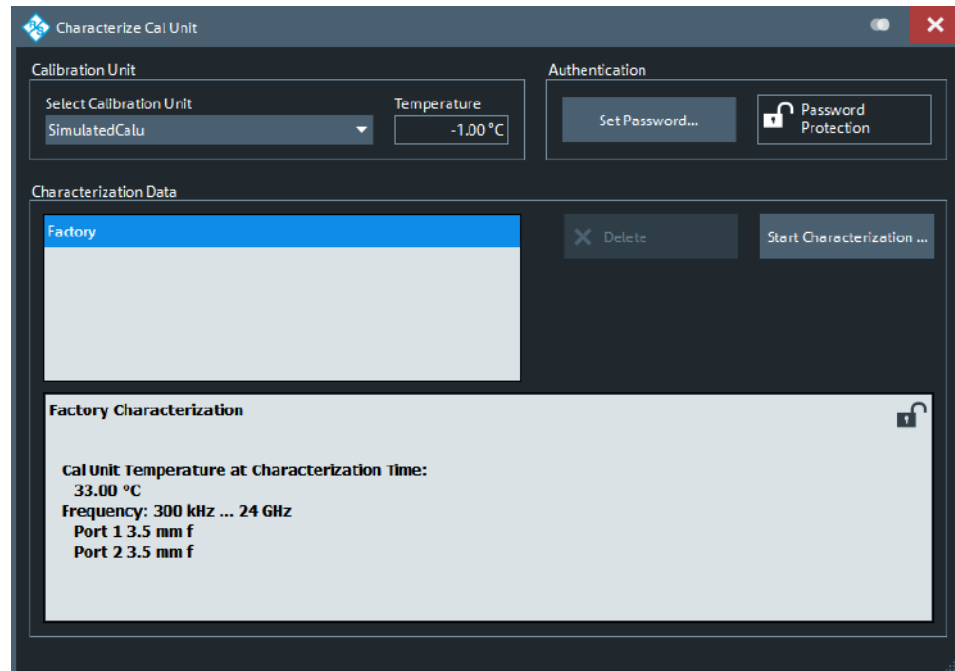 Characterize Cal Unit
Calibration Unit
Authentication
Select Calibration Unit
Temperature
SimulatedCalu
-1.00 °C
Set Password...
Password
Protection
Characterization Data
Factory
Delete
Start Characterization ...
Factory Characterization
Cal Unit Temperature at Characterization Time:
33.00 °C
Frequency: 300 kHz ... 24 GHz
Port 1 3.5 mm f
Port 2 3.5 mm f